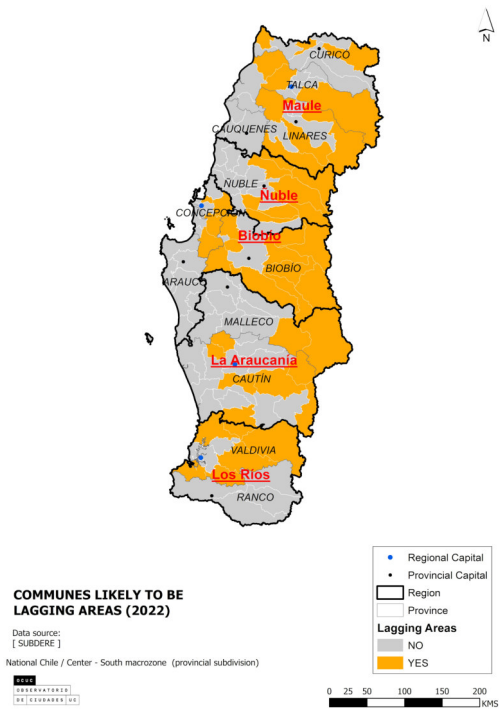 N
CURICÓ
TALCA
Maule
CAUQUENES
LINARES
ÑUBLE
Ñuble
CONCEPCIÓN
Biobío
BIOBÍO
ARAUCO
MALLECO
La Araucanía
CAUTÍN
VALDIVIA
Los Ríos
RANCO
Regional Capital
Provincial Capital
Region
Province
Lagging Areas
NO
YES
COMMUNES LIKELY TO BE
LAGGING AREAS (2022)
Data source:
[ SUBDERE ]
National Chile / Center - South macrozone (provincial subdivision)
OCUC
OBSERVATORIO
DE CIUDADES UC
0 25 50 100 150 200
KMS